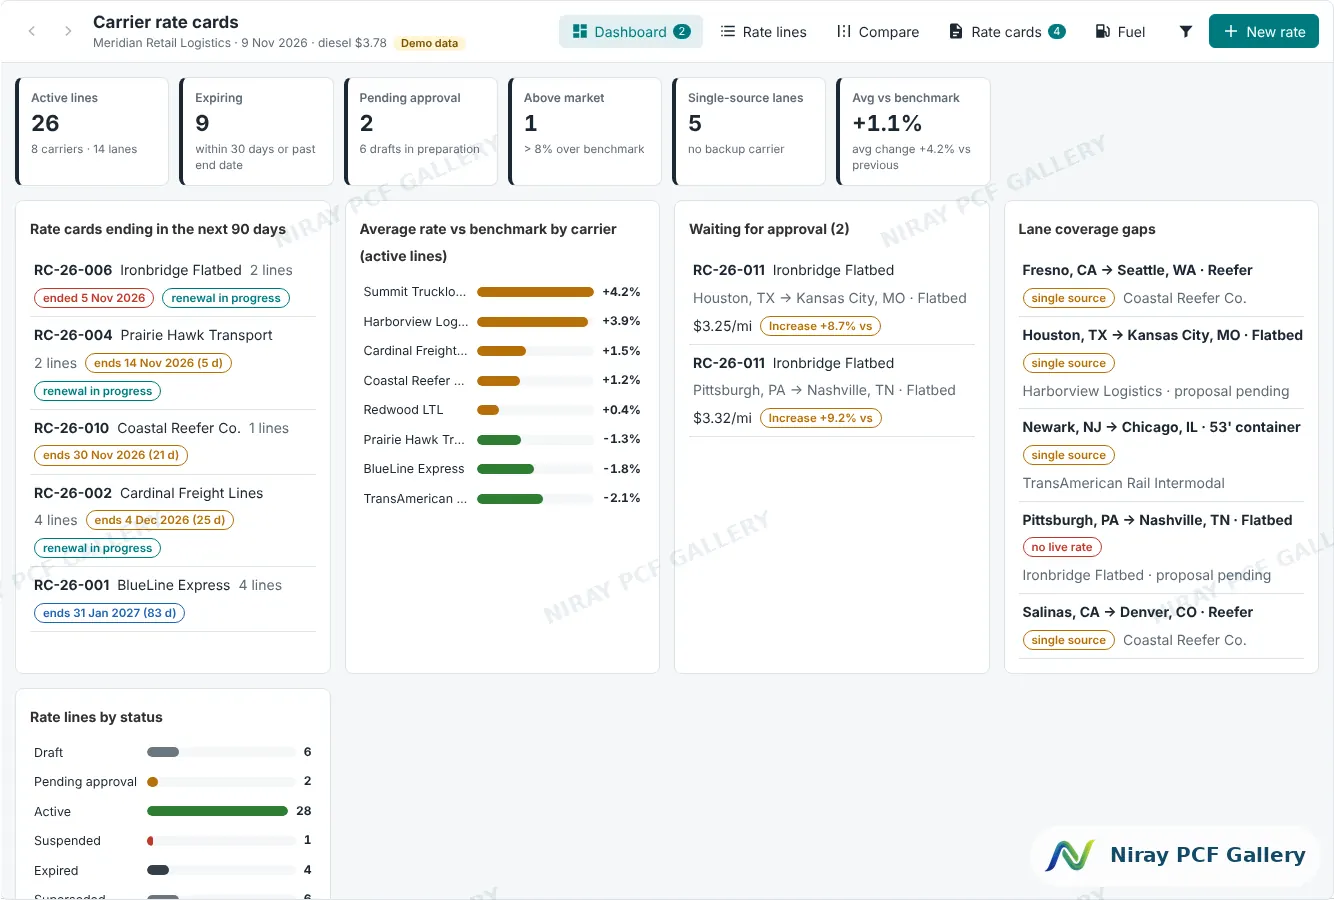 Carrier rate cards
Meridian Retail Logistics · 9 Nov 2026 · diesel $3.78 Demo data
Dashboard 2
Rate lines
Compare
Rate cards 4
Fuel
+ New rate
Active lines
26
8 carriers · 14 lanes
Expiring
9
within 30 days or past
end date
Pending approval
2
6 drafts in preparation
Above market
1
> 8% over benchmark
Single-source lanes
5
no backup carrier
Avg vs benchmark
+1.1%
avg change +4.2% vs
previous
Rate cards ending in the next 90 days
RC-26-006 Ironbridge Flatbed 2 lines
ended 5 Nov 2026 renewal in progress
RC-26-004 Prairie Hawk Transport
2 lines ends 14 Nov 2026 (5 d)
renewal in progress
RC-26-010 Coastal Reefer Co. 1 lines
ends 30 Nov 2026 (21 d)
RC-26-002 Cardinal Freight Lines
4 lines ends 4 Dec 2026 (25 d)
renewal in progress
RC-26-001 BlueLine Express 4 lines
ends 31 Jan 2027 (83 d)
Average rate vs benchmark by carrier
(active lines)
Summit Trucklo... +4.2%
Harborview Log... +3.9%
Cardinal Freight... +1.5%
Coastal Reefer ... +1.2%
Redwood LTL +0.4%
Prairie Hawk Tr... -1.3%
BlueLine Express -1.8%
TransAmerican ... -2.1%
Waiting for approval (2)
RC-26-011 Ironbridge Flatbed
Houston, TX → Kansas City, MO · Flatbed
$3.25/mi Increase +8.7% vs
RC-26-011 Ironbridge Flatbed
Pittsburgh, PA → Nashville, TN · Flatbed
$3.32/mi Increase +9.2% vs
Lane coverage gaps
Fresno, CA → Seattle, WA · Reefer
single source Coastal Reefer Co.
Houston, TX → Kansas City, MO · Flatbed
single source
Harborview Logistics · proposal pending
Newark, NJ → Chicago, IL · 53' container
single source
TransAmerican Rail Intermodal
Pittsburgh, PA → Nashville, TN · Flatbed
no live rate
Ironbridge Flatbed · proposal pending
Salinas, CA → Denver, CO · Reefer
single source Coastal Reefer Co.
Rate lines by status
Draft 6
Pending approval 2
Active 28
Suspended 1
Expired 4
Superseded 6
NIRAY PCF GALLERY
NIRAY PCF GALLERY
NIRAY PCF GALLERY
Niray PCF Gallery